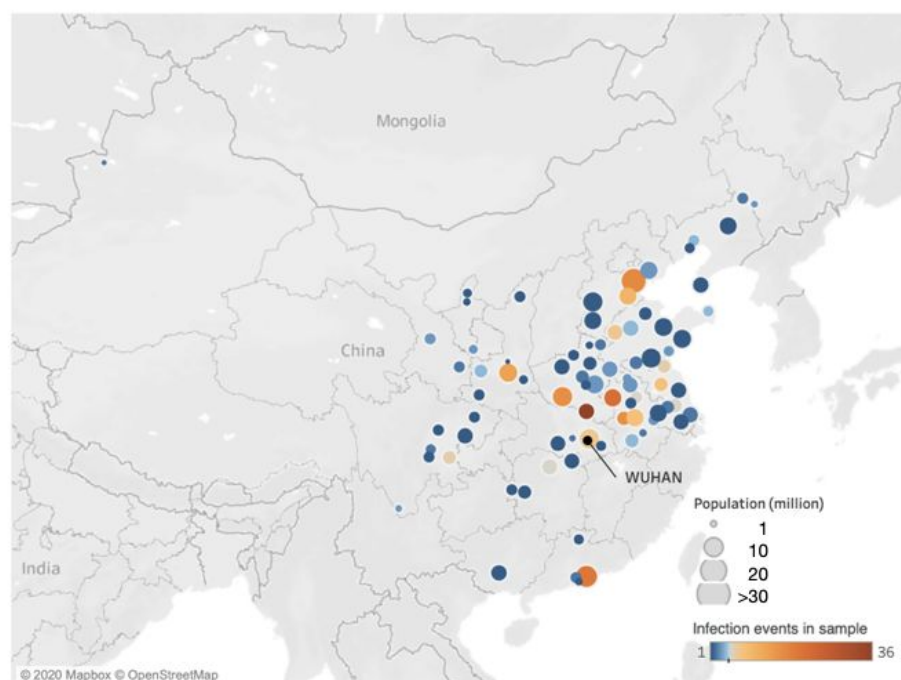 Mongolia
China
WUHAN
India
Population (million)
1
10
20
>30
Infection events in sample
1
36
© 2020 Mapbox © OpenStreetMap